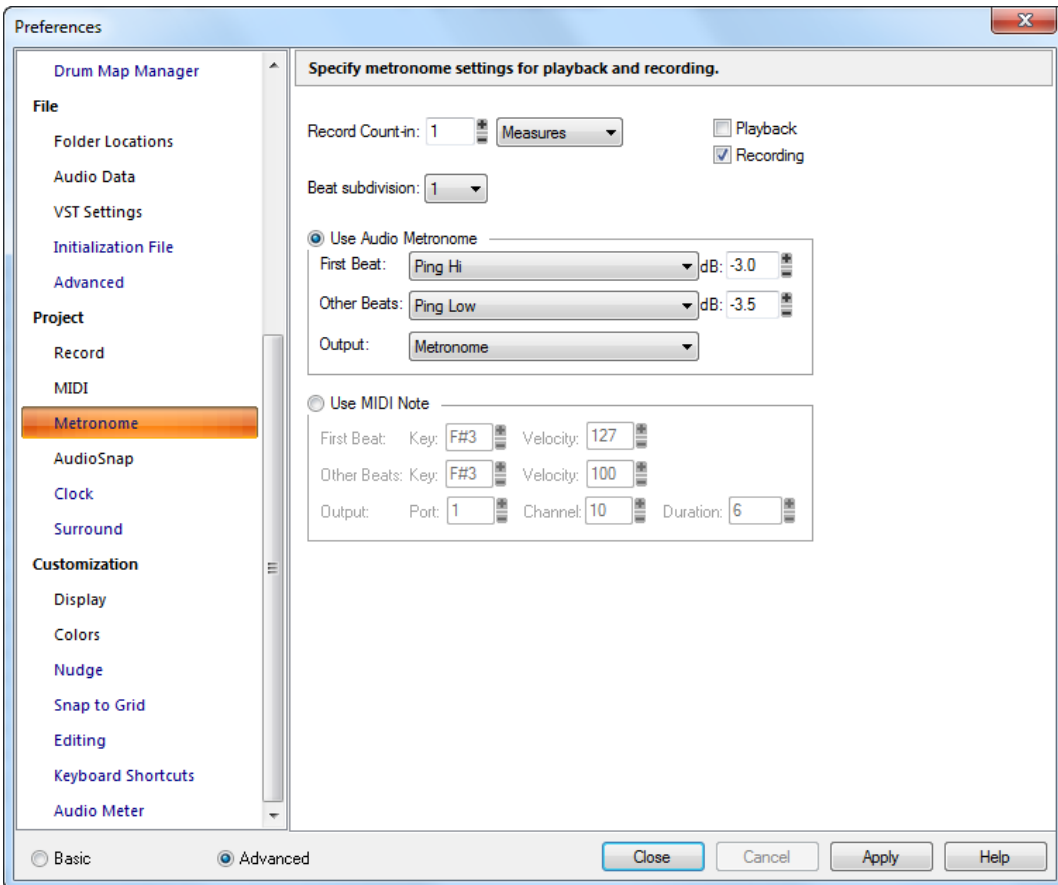 Preferences
Drum Map Manager
File
Folder Locations
Audio Data
VST Settings
Initialization File
Advanced
Project
Record
MIDI
Metronome
AudioSnap
Clock
Surround
Customization
Display
Colors
Nudge
Snap to Grid
Editing
Keyboard Shortcuts
Audio Meter
Basic
Advanced
Specify metronome settings for playback and recording.
Record Count-in: 1 Measures
Playback
Recording
Beat subdivision: 1
Use Audio Metronome
First Beat: Ping Hi dB: -3.0
Other Beats: Ping Low dB: -3.5
Output: Metronome
Use MIDI Note
First Beat: Key: F#3 Velocity: 127
Other Beats: Key: F#3 Velocity: 100
Output: Port: 1 Channel: 10 Duration: 6
Close Cancel Apply Help